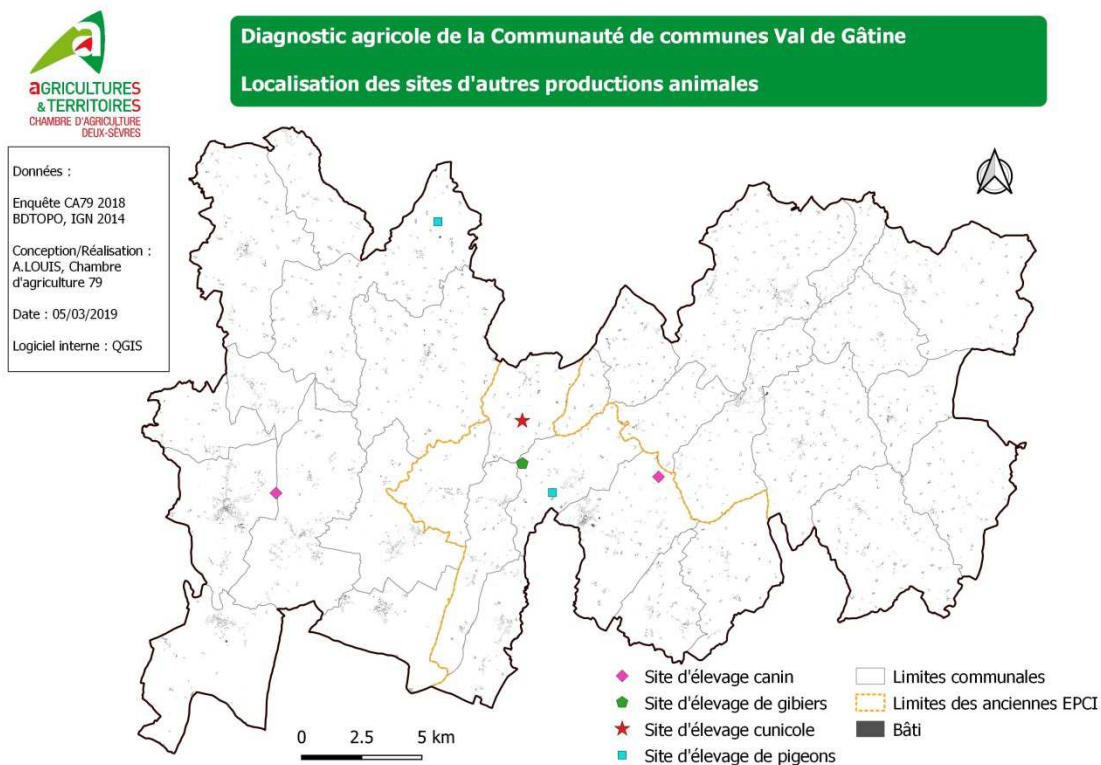 a
aGRICULTURES
& TERRITOIRES
CHAMBRE D'AGRICULTURE
DEUX-SÈVRES
Diagnostic agricole de la Communauté de communes Val de Gâtine
Localisation des sites d'autres productions animales
Données :
Enquête CA79 2018
BDTOPO, IGN 2014
Conception/Réalisation :
A.LOUIS, Chambre
d'agriculture 79
Date : 05/03/2019
Logiciel interne : QGIS
Site d'élevage canin
Site d'élevage de gibiers
Site d'élevage cunicole
Site d'élevage de pigeons
Limites communales
Limites des anciennes EPCI
Bâti
0 2.5 5 km